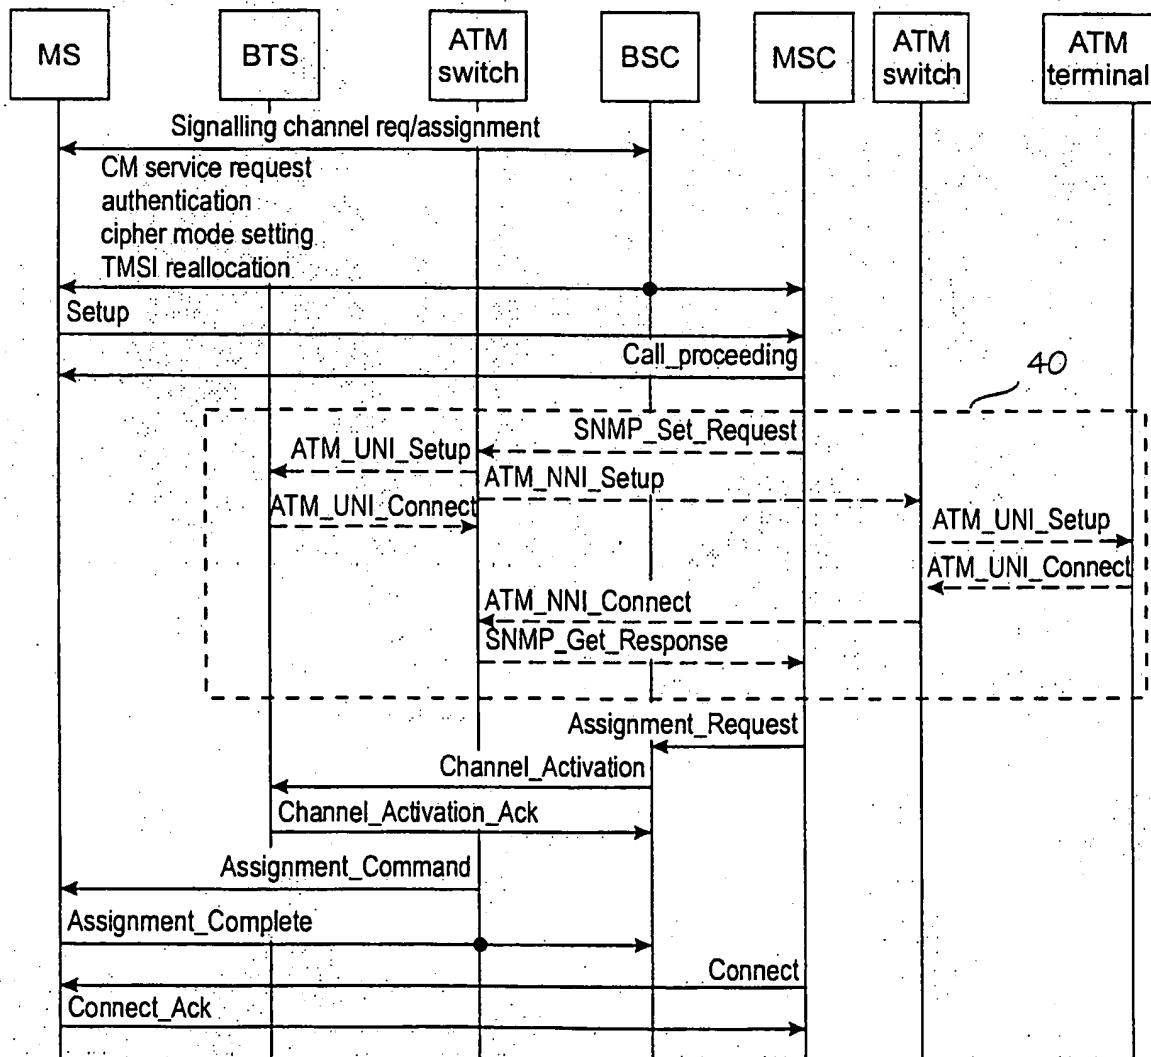 MS
BTS
ATM
switch
BSC
MSC
ATM
switch
ATM
terminal
Signalling channel req/assignment
CM service request
authentication
cipher mode setting
TMSI reallocation
Setup
Call_proceeding
40
SNMP_Set_Request
ATM_UNI_Setup
ATM_NNI_Setup
ATM_UNI_Connect
ATM_UNI_Setup
ATM_UNI_Connect
ATM_NNI_Connect
SNMP_Get_Response
Assignment_Request
Channel_Activation
Channel_Activation_Ack
Assignment_Command
Assignment_Complete
Connect
Connect_Ack